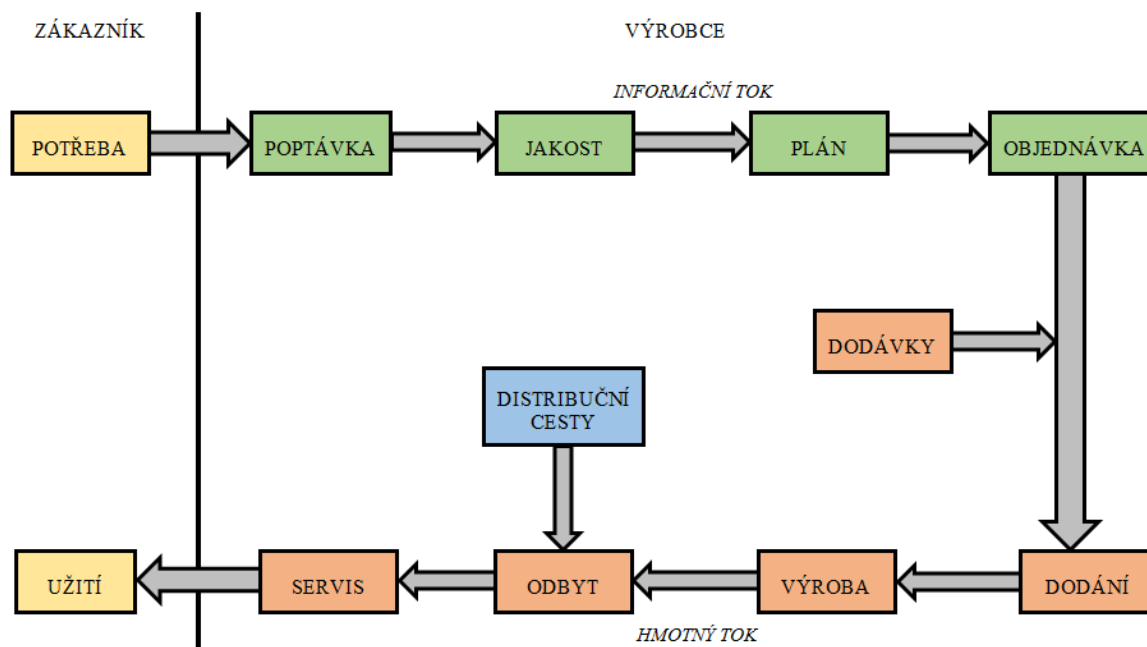 ZÁKAZNÍK
VÝROBCE
INFORMAČNÍ TOK
POTŘEBA
POPTÁVKA
JAKOST
PLÁN
OBJEDNÁVKA
DODÁVKY
DISTRIBUČNÍ
CESTY
UŽITÍ
SERVIS
ODBYT
VÝROBA
DODÁNÍ
HMOTNÝ TOK